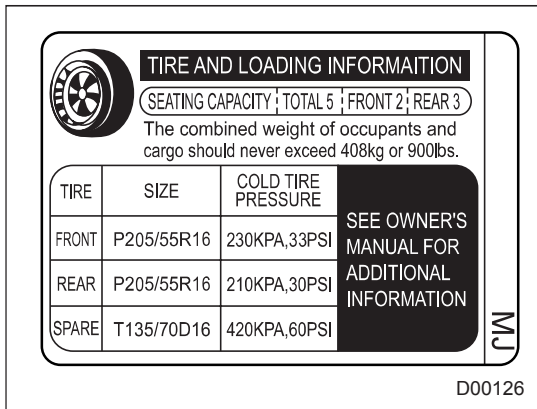 TIRE AND LOADING INFORMAITION
SEATING CAPACITY TOTAL 5 FRONT 2 REAR 3
The combined weight of occupants and
cargo should never exceed 408kg or 900lbs.
TIRE SIZE COLD TIRE PRESSURE
FRONT P205/55R16 230KPA,33PSI
REAR P205/55R16 210KPA,30PSI
SPARE T135/70D16 420KPA,60PSI
SEE OWNER'S
MANUAL FOR
ADDITIONAL
INFORMATION
MJ
D00126